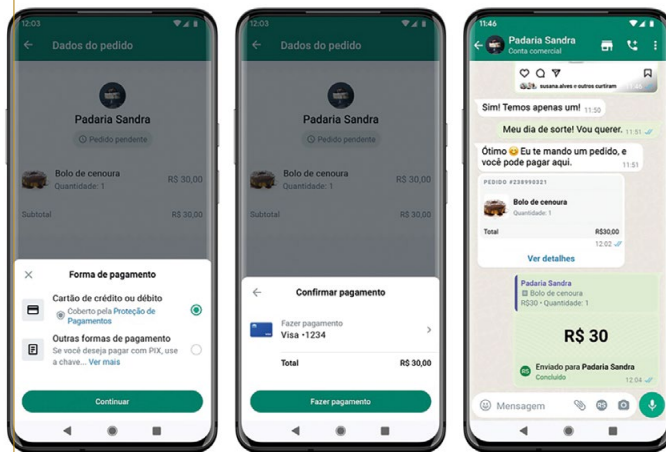 12:03
Dados do pedido
Padaria Sandra
Pedido pendente
Bolo de cenoura
Quantidade: 1
R$ 30,00
Subtotal
R$ 30,00
Forma de pagamento
Cartão de crédito ou débito
Coberto pela Proteção de
Pagamentos
Outras formas de pagamento
Se você deseja pagar com PIX, use
a chave... Ver mais
Continuar
12:03
Dados do pedido
Padaria Sandra
Pedido pendente
Bolo de cenoura
Quantidade: 1
R$ 30,00
Subtotal
R$ 30,00
Confirmar pagamento
Fazer pagamento
Visa •1234
Total
R$ 30,00
Fazer pagamento
11:46
Padaria Sandra
Conta comercial
susana.alves e outros curtiram
Sim! Temos apenas um! 11:50
Meu dia de sorte! Vou querer. 11:51
Ótimo 😊 Eu te mando um pedido, e
você pode pagar aqui. 11:51
PEDIDO #238990321
Bolo de cenoura
Quantidade: 1
Total
R$30,00
12:02
Ver detalhes
Padaria Sandra
Bolo de cenoura
R$30 • Quantidade: 1
R$ 30
Enviado para Padaria Sandra
Concluído
12:04
Mensagem